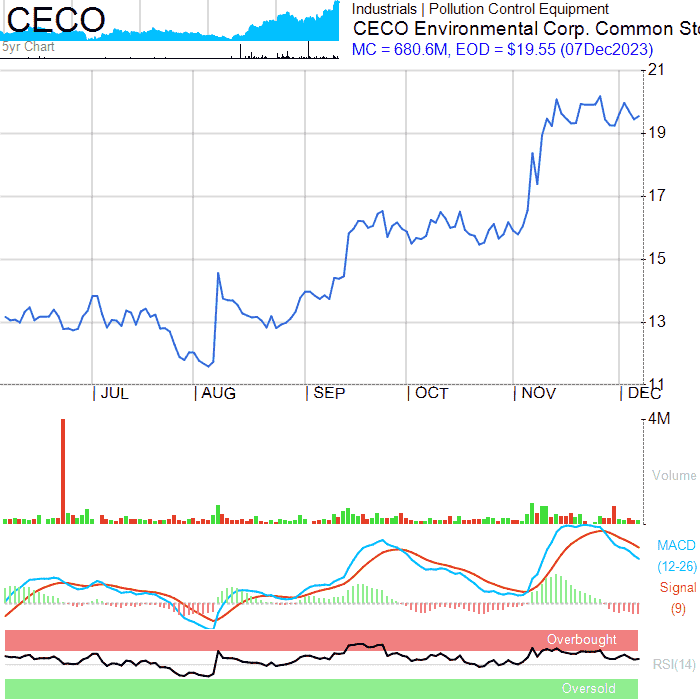 CECO
5yr Chart
Industrials | Pollution Control Equipment
CECO Environmental Corp. Common Sto
MC = 680.6M, EOD = $19.55 (07Dec2023)
21
19
17
15
13
11
JUL
AUG
SEP
OCT
NOV
DEC
4M
Volume
MACD
(12-26)
Signal
(9)
Overbought
RSI(14)
Oversold